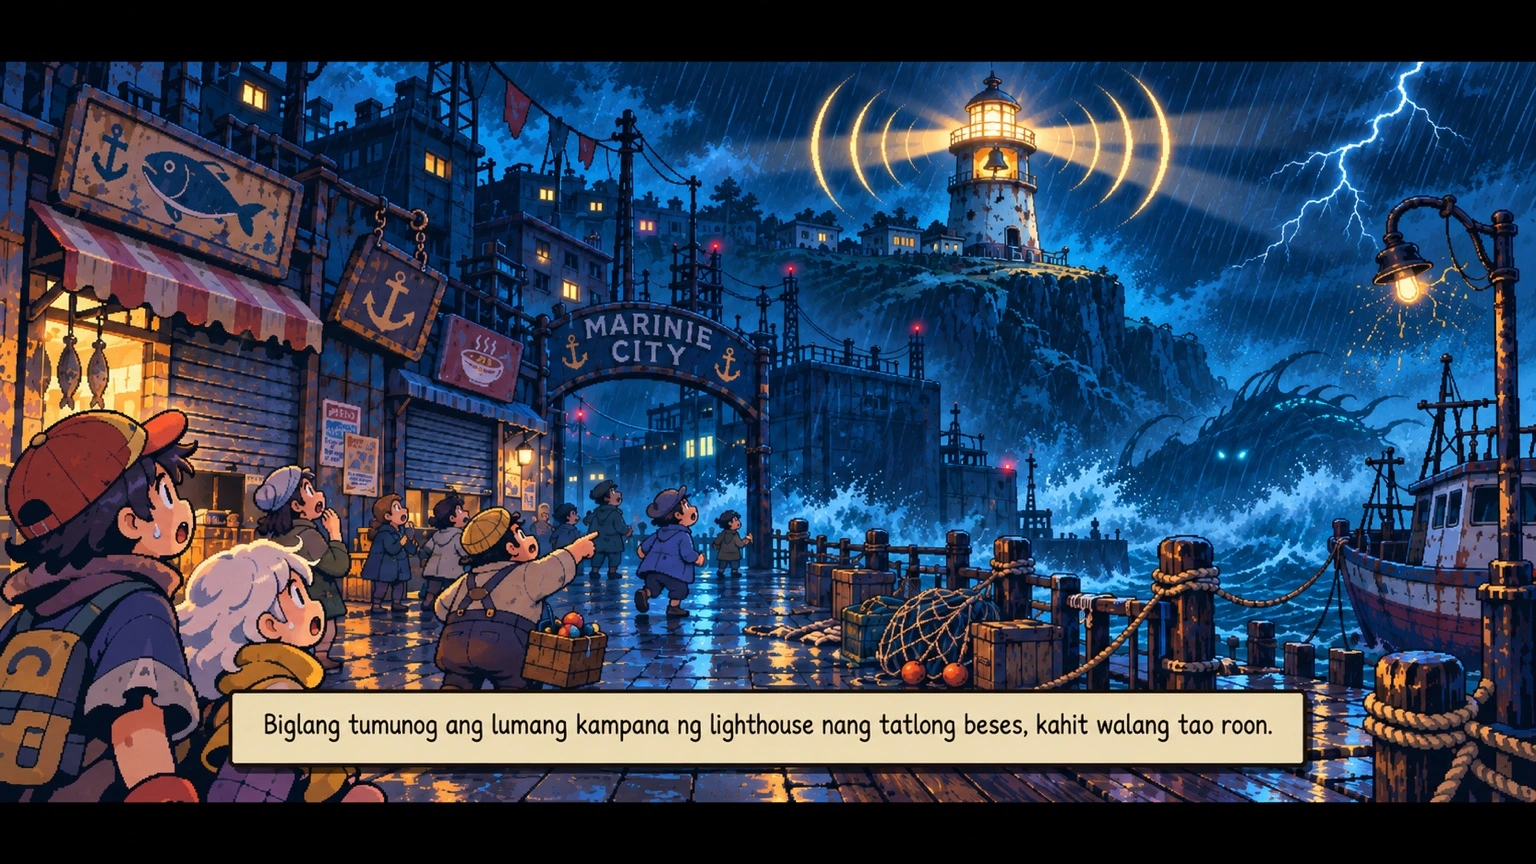 MARINIE
CITY
Biglang tumunog ang lumang kampana ng lighthouse nang tatlong beses, kahit walang tao roon.